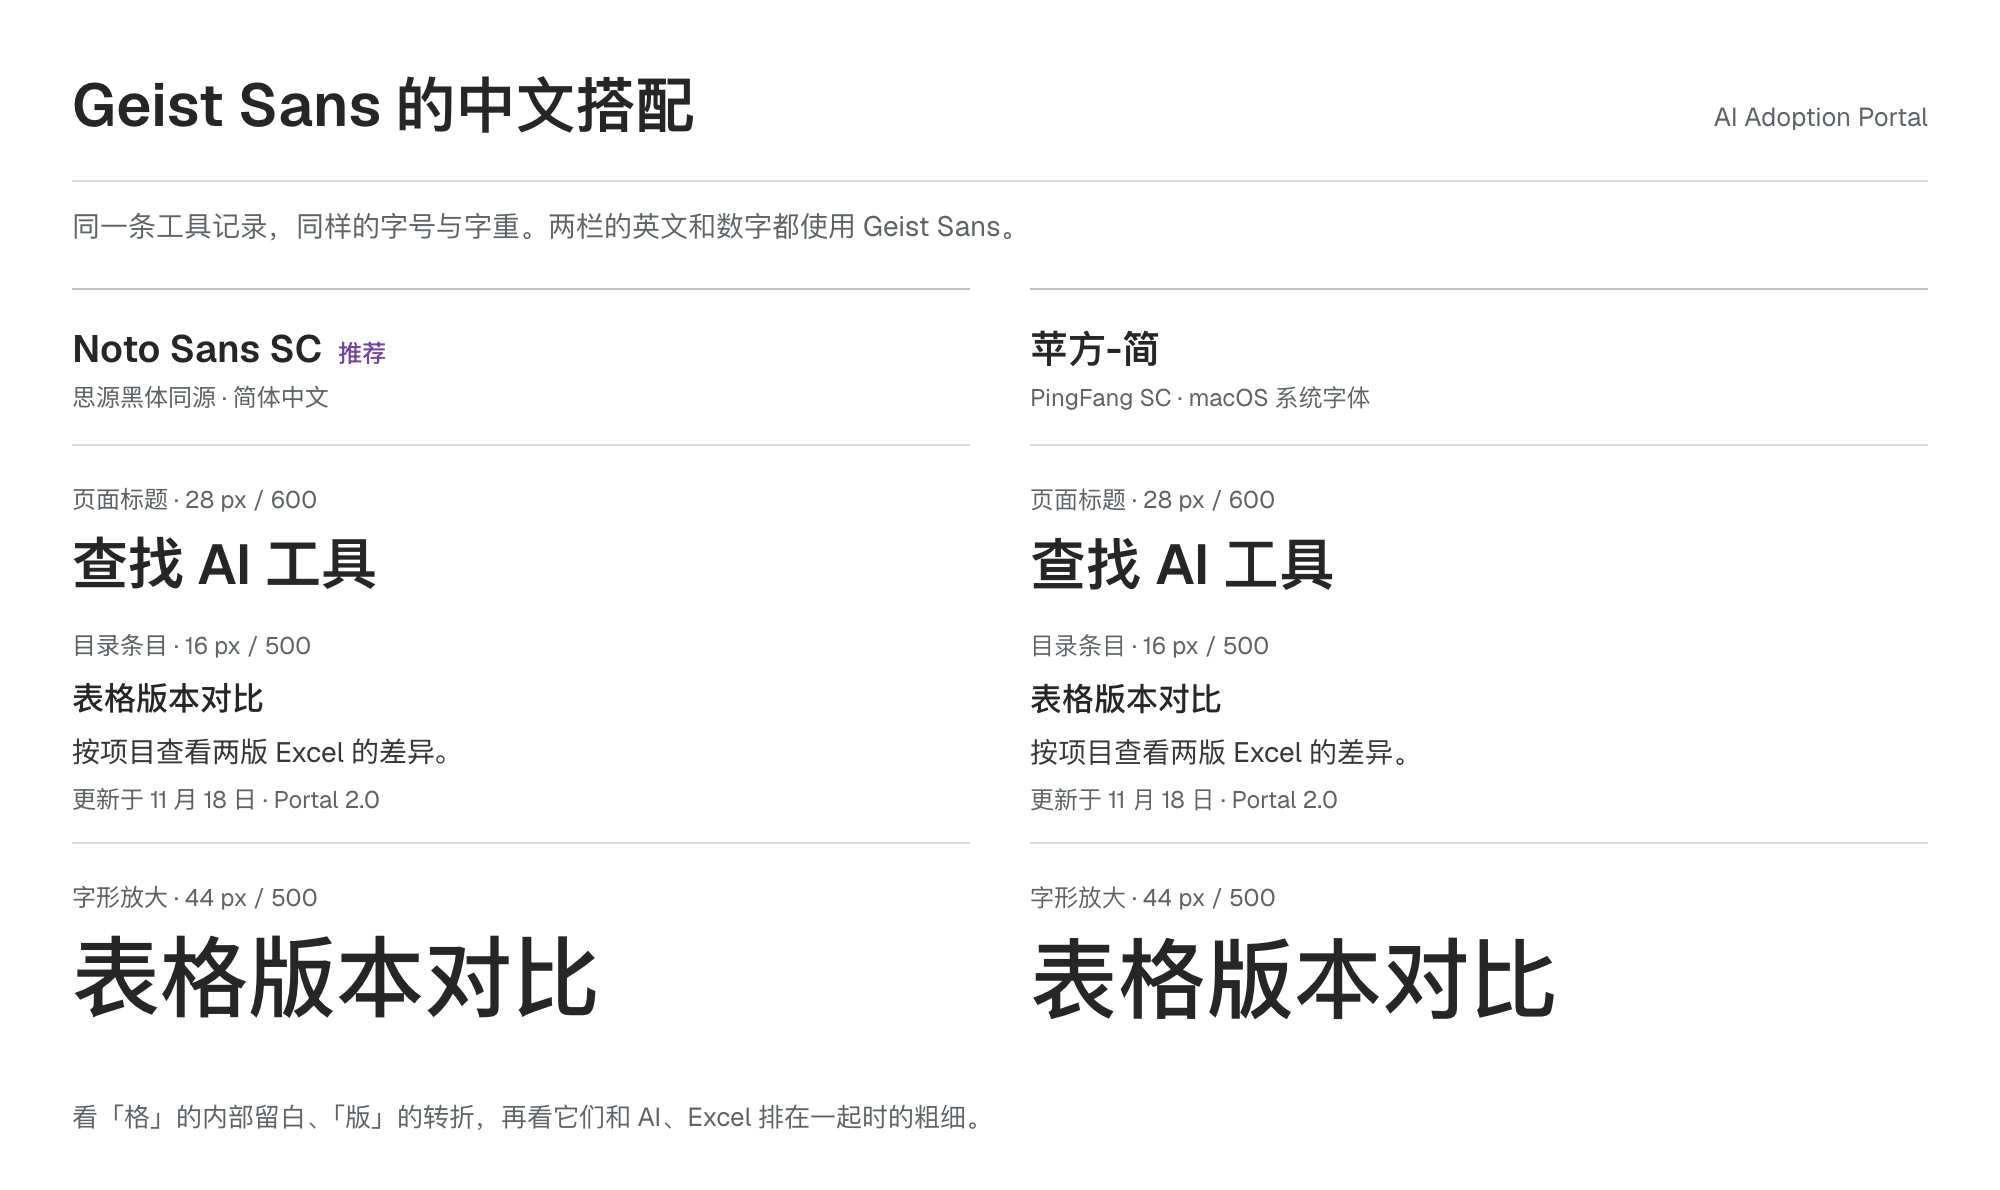 Geist Sans 的中文搭配
AI Adoption Portal
同一条工具记录，同样的字号与字重。两栏的英文和数字都使用 Geist Sans。
Noto Sans SC 推荐
思源黑体同源 · 简体中文
页面标题 · 28 px / 600
查找 AI 工具
目录条目 · 16 px / 500
表格版本对比
按项目查看两版 Excel 的差异。
更新于 11 月 18 日 · Portal 2.0
字形放大 · 44 px / 500
表格版本对比
苹方-简
PingFang SC · macOS 系统字体
页面标题 · 28 px / 600
查找 AI 工具
目录条目 · 16 px / 500
表格版本对比
按项目查看两版 Excel 的差异。
更新于 11 月 18 日 · Portal 2.0
字形放大 · 44 px / 500
表格版本对比
看「格」的内部留白、「版」的转折，再看它们和 AI、Excel 排在一起时的粗细。